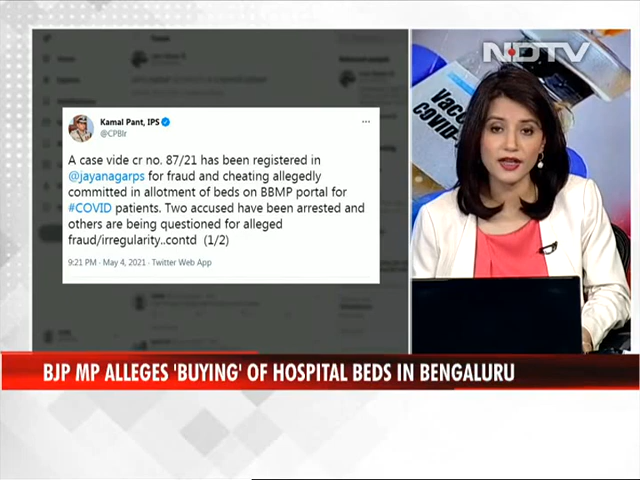 NDTV
Vacc
COVID-
Kamal Pant, IPS
@CPBlr
A case vide cr no. 87/21 has been registered in
@jayanagarps for fraud and cheating allegedly
committed in allotment of beds on BBMP portal for
#COVID patients. Two accused have been arrested and
others are being questioned for alleged
fraud/irregularity..contd (1/2)
9:21 PM · May 4, 2021 · Twitter Web App
BJP MP ALLEGES 'BUYING' OF HOSPITAL BEDS IN BENGALURU